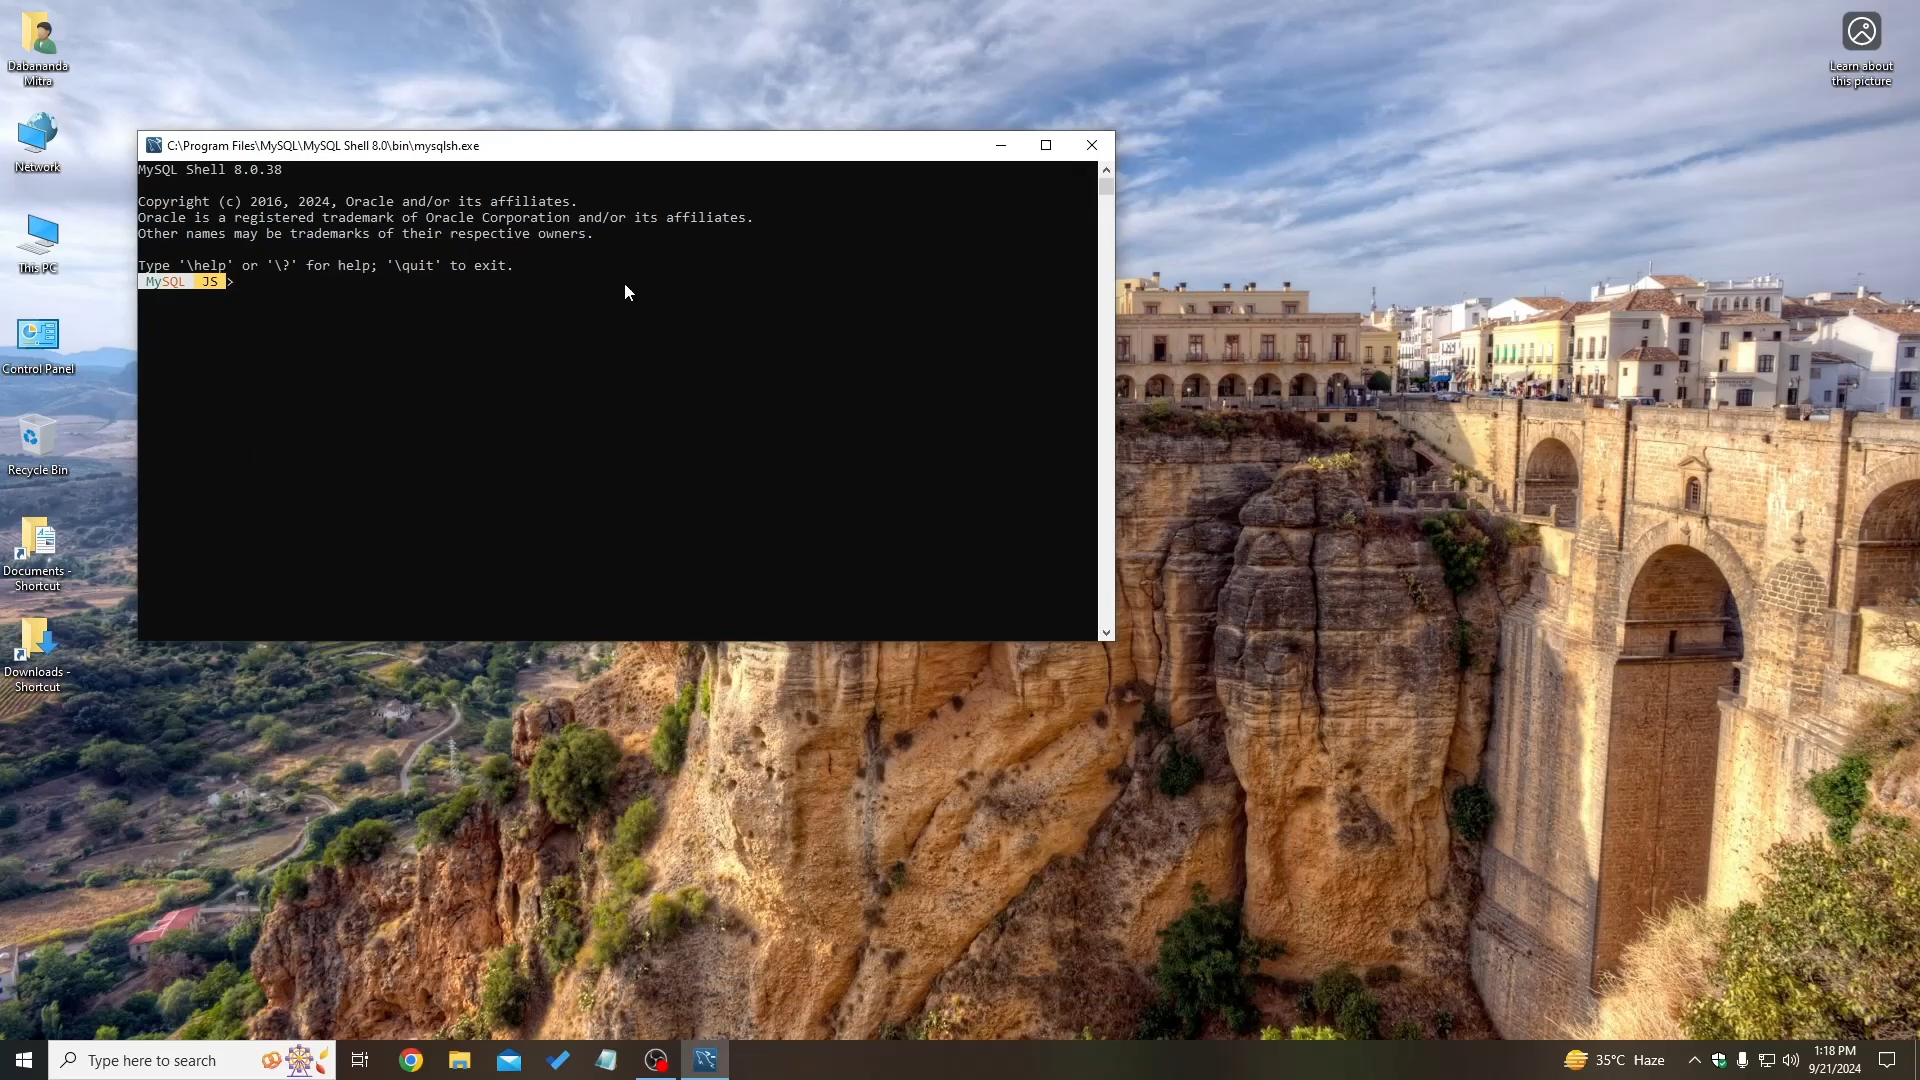 Dabananda
Mitra
Network
This PC
Control Panel
Recycle Bin
Documents -
Shortcut
Downloads -
Shortcut
Learn about
this picture
C:\Program Files\MySQL\MySQL Shell 8.0\bin\mysqlsh.exe
MySQL Shell 8.0.38
Copyright (c) 2016, 2024, Oracle and/or its affiliates.
Oracle is a registered trademark of Oracle Corporation and/or its affiliates.
Other names may be trademarks of their respective owners.
Type '\help' or '\?' for help; '\quit' to exit.
MySQL JS >
Type here to search
35°C Haze
1:18 PM
9/21/2024